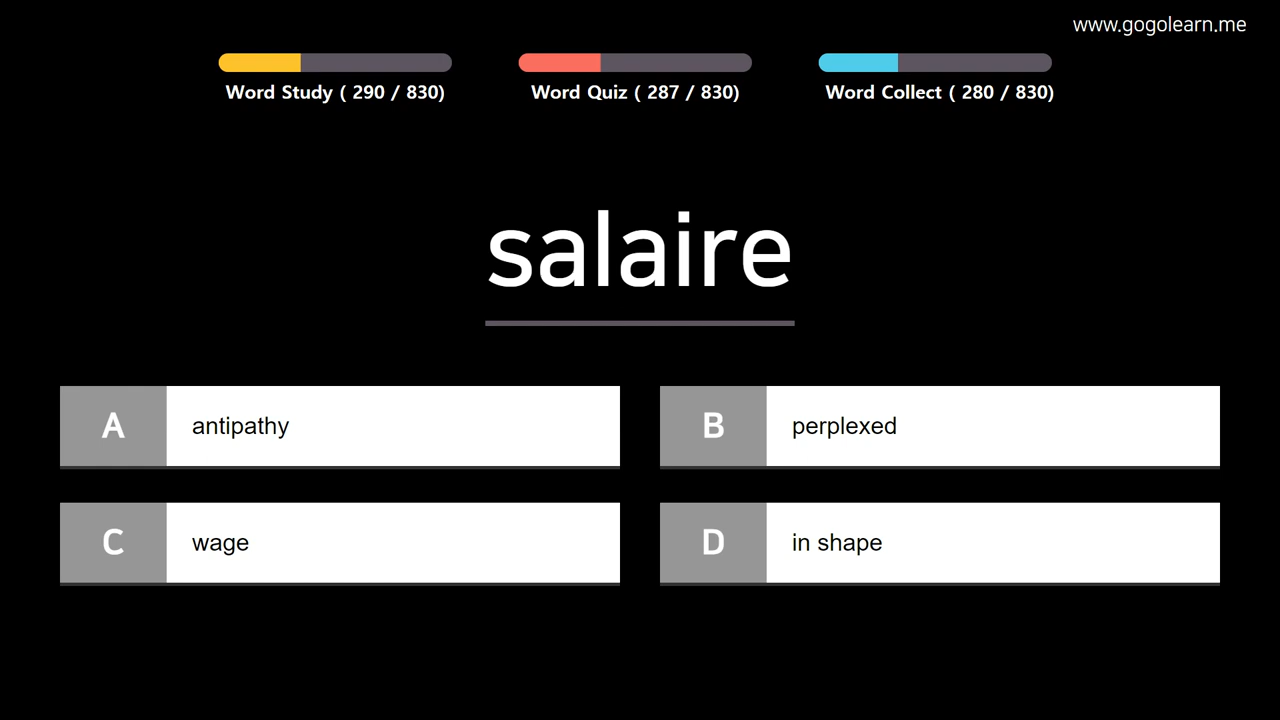 www.gogolearn.me
Word Study ( 290 / 830)
Word Quiz ( 287 / 830)
Word Collect ( 280 / 830)
salaire
A antipathy
B perplexed
C wage
D in shape